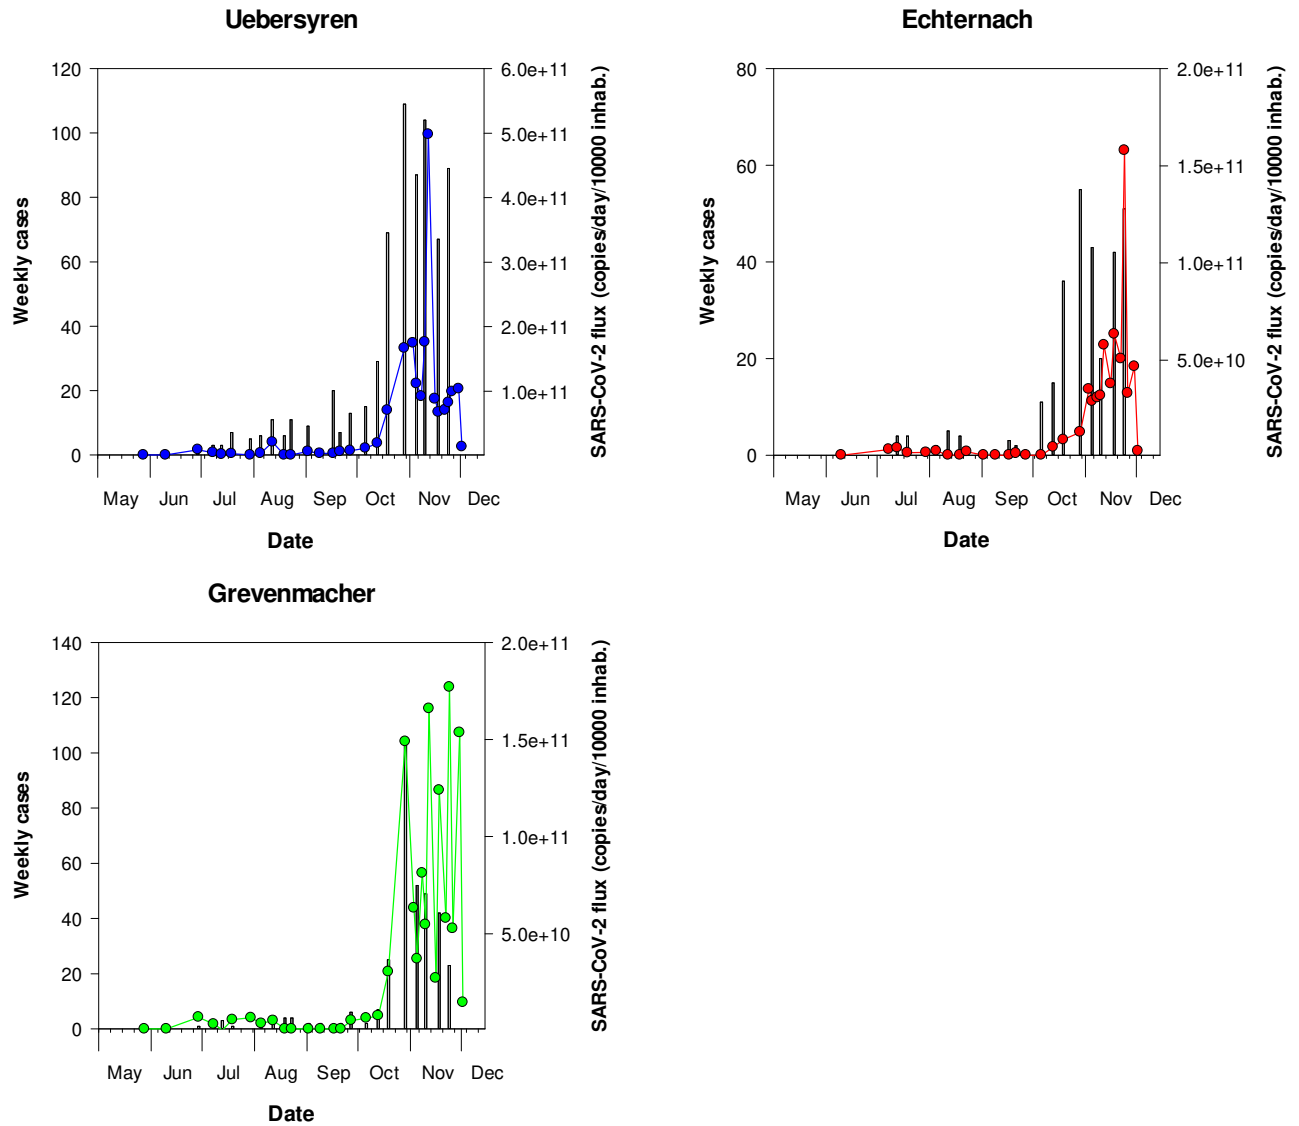 Uebersyren
120
100
80
60
40
20
0
Weekly cases
6.0e+11
5.0e+11
4.0e+11
3.0e+11
2.0e+11
1.0e+11
SARS-CoV-2 flux (copies/day/10000 inhab.)
May Jun Jul Aug Sep Oct Nov Dec
Date
Echternach
80
60
40
20
0
Weekly cases
2.0e+11
1.5e+11
1.0e+11
5.0e+10
SARS-CoV-2 flux (copies/day/10000 inhab.)
May Jun Jul Aug Sep Oct Nov Dec
Date
Grevenmacher
140
120
100
80
60
40
20
0
Weekly cases
2.0e+11
1.5e+11
1.0e+11
5.0e+10
SARS-CoV-2 flux (copies/day/10000 inhab.)
May Jun Jul Aug Sep Oct Nov Dec
Date